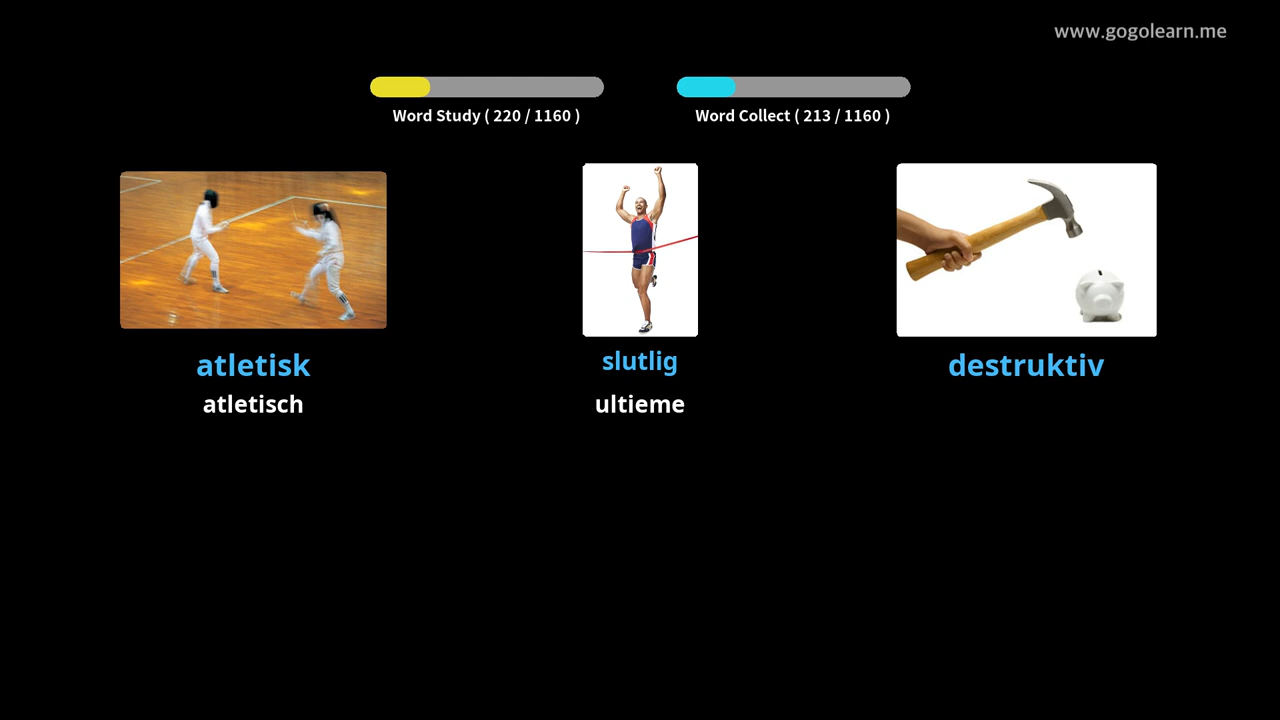 www.gogolearn.me
Word Study ( 220 / 1160 )
Word Collect ( 213 / 1160 )
atletisk
slutlig
destruktiv
atletisch
ultieme